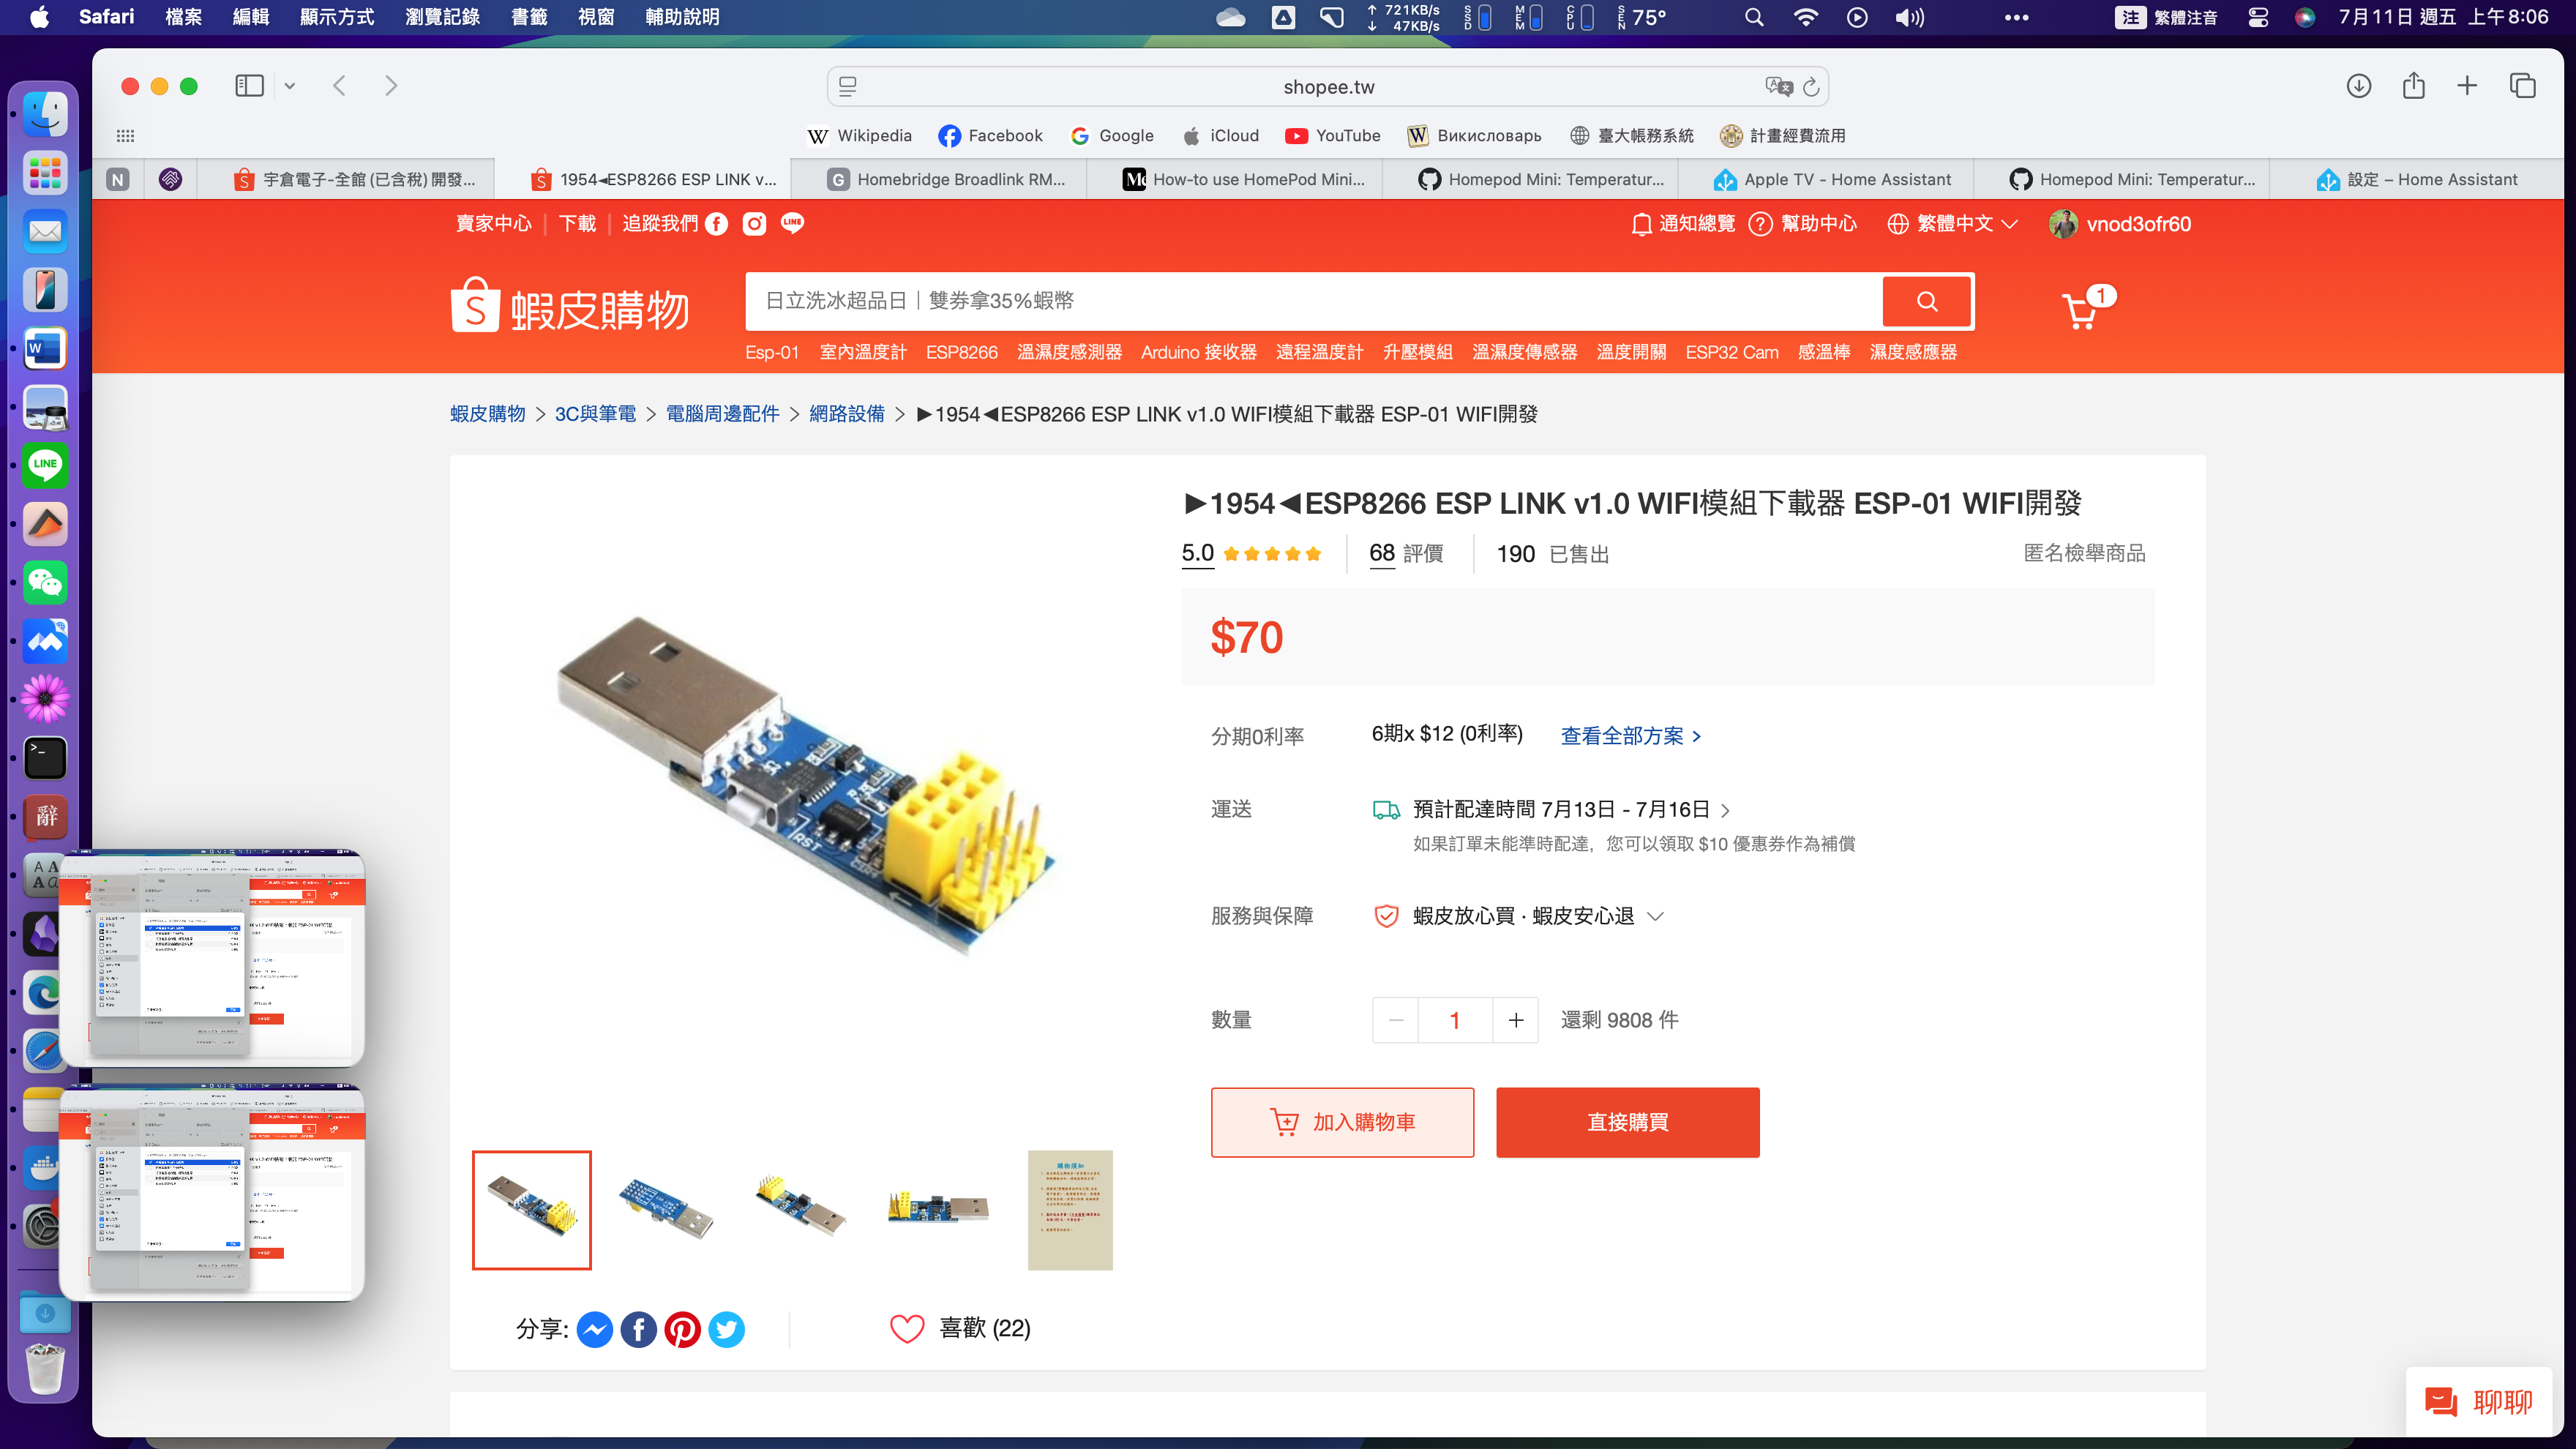 Safari 檔案 編輯 顯示方式 瀏覽記錄 書籤 視窗 輔助說明
721KB/s
47KB/s
SSD MEM CPU SEN 75°
注 繁體注音 7月11日 週五 上午8:06
shopee.tw
Wikipedia Facebook Google iCloud YouTube Викисловарь 臺大帳務系統 計畫經費流用
N
宇倉電子-全館(已含稅)開發...
1954◄ESP8266 ESP LINK v...
Homebridge Broadlink RM...
How-to use HomePod Mini...
Homepod Mini: Temperatur...
Apple TV - Home Assistant
Homepod Mini: Temperatur...
設定 – Home Assistant
賣家中心 下載 追蹤我們
通知總覽 幫助中心 繁體中文 vnod3ofr60
蝦皮購物
日立洗冰超品日｜雙券拿35%蝦幣
1
Esp-01 室內溫度計 ESP8266 溫濕度感測器 Arduino 接收器 遠程溫度計 升壓模組 溫濕度傳感器 溫度開關 ESP32 Cam 感溫棒 濕度感應器
蝦皮購物 > 3C與筆電 > 電腦周邊配件 > 網路設備 > ►1954◄ESP8266 ESP LINK v1.0 WIFI模組下載器 ESP-01 WIFI開發
►1954◄ESP8266 ESP LINK v1.0 WIFI模組下載器 ESP-01 WIFI開發
5.0 68 評價 190 已售出 匿名檢舉商品
$70
分期0利率 6期x $12 (0利率) 查看全部方案 >
運送 預計配達時間 7月13日 - 7月16日
如果訂單未能準時配達，您可以領取 $10 優惠券作為補償
服務與保障 蝦皮放心買 · 蝦皮安心退
數量 1 還剩 9808 件
加入購物車 直接購買
RST
購物須知
分享: 喜歡 (22)
聊聊
LINE
辭